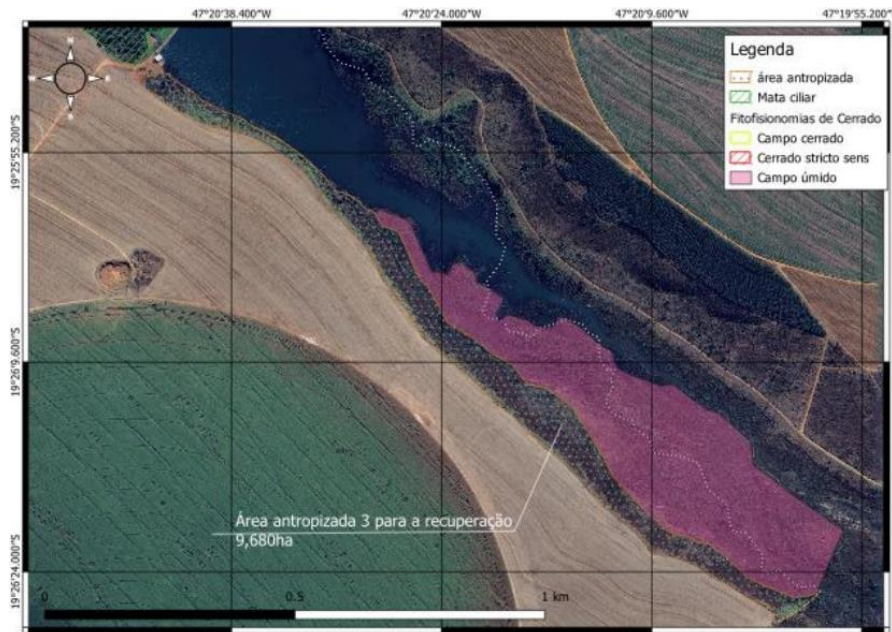 47°20'38.400"W
47°20'24.000"W
47°20'9.600"W
47°19'55.200"W
Legenda
área antropizada
Mata ciliar
Fitofisionomias de Cerrado
Campo cerrado
Cerrado stricto sens
Campo úmido
19°25'55.200"S
19°26'9.600"S
19°26'24.000"S
Área antropizada 3 para a recuperação
9,680ha
0
0.5
1 km